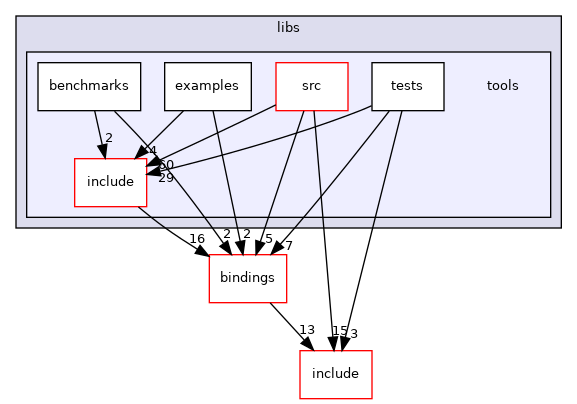 libs
benchmarks
examples
src
tests
tools
2
4
29
include
16
2
2
5
7
bindings
13
15
3
include